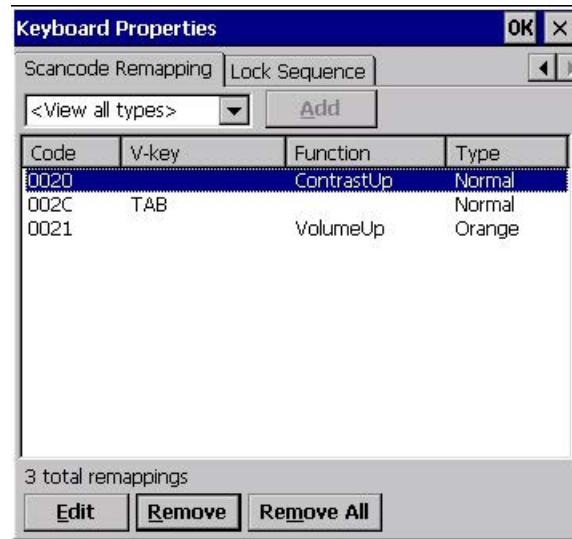 Keyboard Properties OK ×
Scancode Remapping Lock Sequence
<View all types> Add
Code V-key Function Type
0020 ContrastUp Normal
002C TAB Normal
0021 VolumeUp Orange
3 total remappings
Edit Remove Remove All